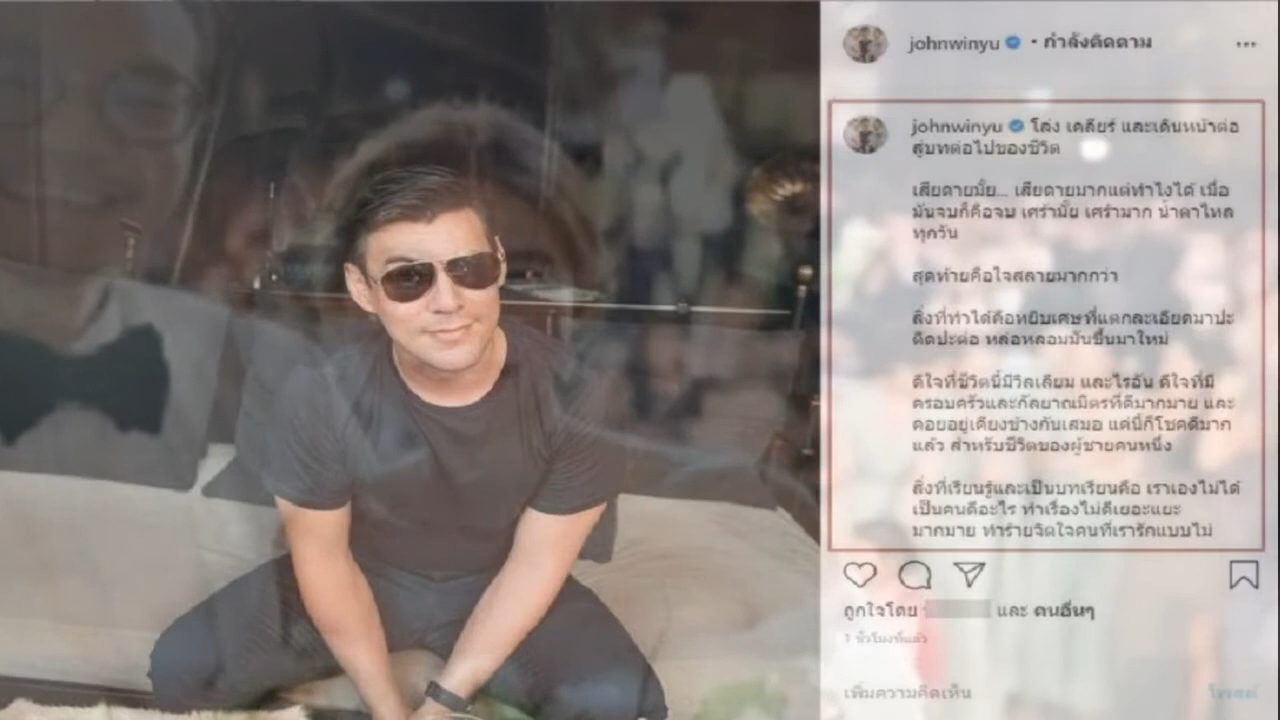 johnwinyu • กำลังติดตาม
johnwinyu โล่ง เคลียร์ และเดินหน้าต่อ
สู่บทต่อไปของชีวิต
เสียดายมั้ย... เสียดายมากแต่ทำไงได้ เมื่อ
มันจบก็คือจบ เศร้ามั้ย เศร้ามาก น้ำตาไหล
ทุกวัน
สุดท้ายคือใจสลายมากกว่า
สิ่งที่ทำได้คือหยิบเศษที่แตกละเอียดมาปะ
ติดปะต่อ หล่อหลอมมันขึ้นมาใหม่
ดีใจที่ชีวิตนี้มีวิลเลียม และไรอัน ดีใจที่มี
ครอบครัวและกัลยาณมิตรที่ดีมากมาย และ
คอยอยู่เคียงข้างกันเสมอ แค่นี้ก็โชคดีมาก
แล้ว สำหรับชีวิตของผู้ชายคนหนึ่ง
สิ่งที่เรียนรู้และเป็นบทเรียนคือ เราเองไม่ได้
เป็นคนดีอะไร ทำเรื่องไม่ดีเยอะแยะ
มากมาย ทำร้ายจิตใจคนที่เรารักแบบไม่
ถูกใจโดย และ คนอื่นๆ
1 ชั่วโมงที่แล้ว
เพิ่มความคิดเห็น
โพสต์